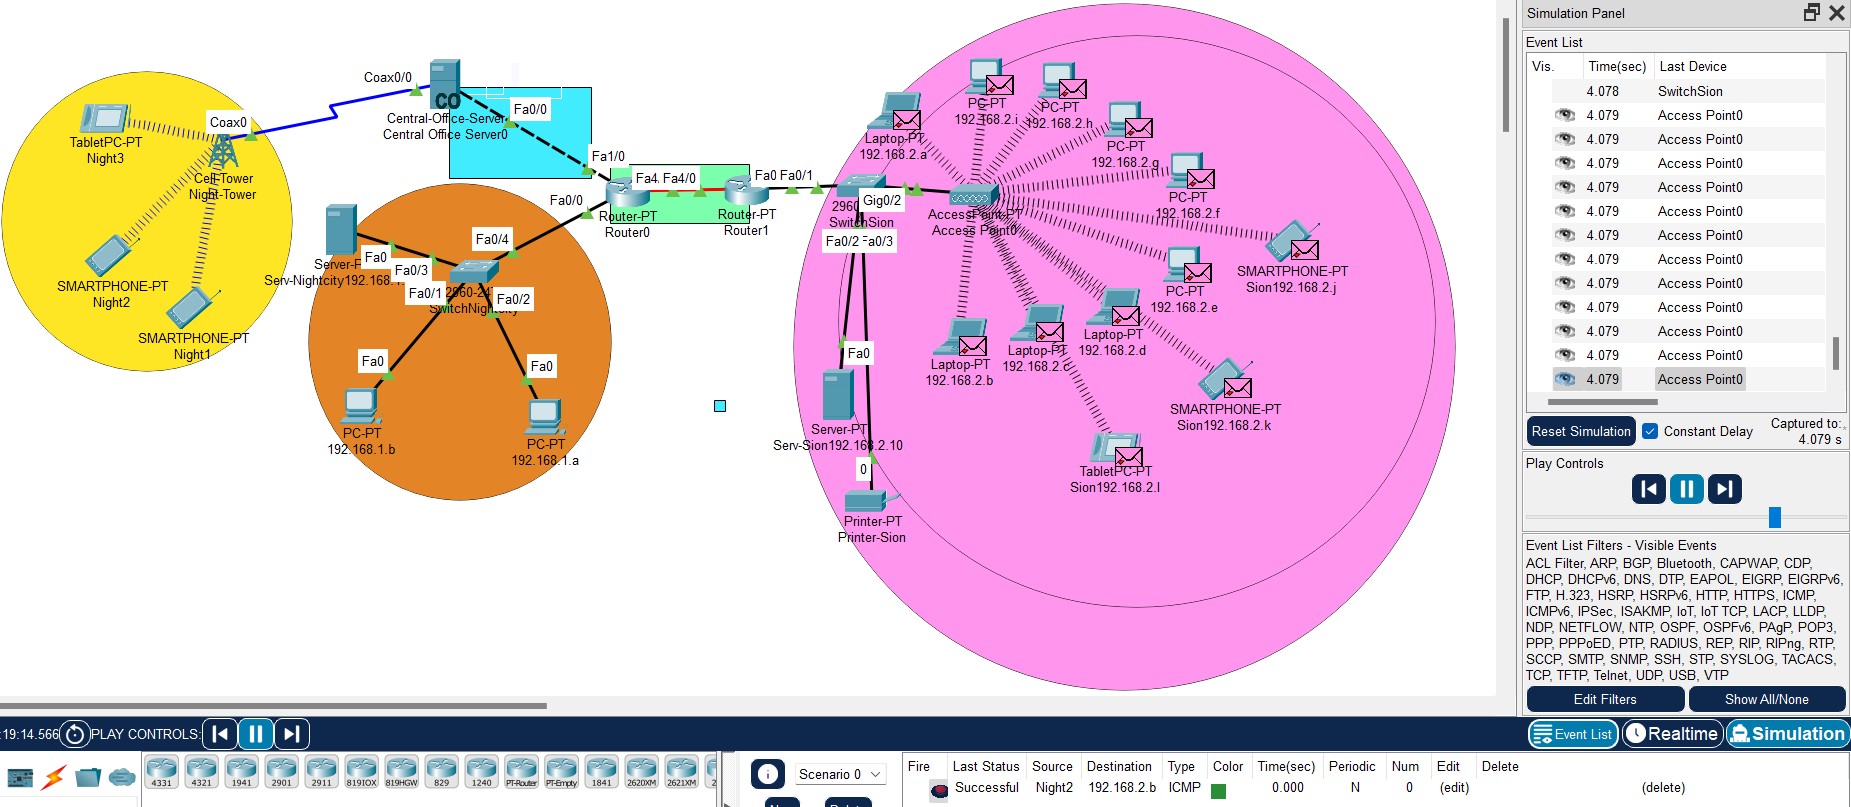 Simulation Panel
Event List
Vis. Time(sec) Last Device
4.078 SwitchSion
4.079 Access Point0
4.079 Access Point0
4.079 Access Point0
4.079 Access Point0
4.079 Access Point0
4.079 Access Point0
4.079 Access Point0
4.079 Access Point0
4.079 Access Point0
4.079 Access Point0
4.079 Access Point0
4.079 Access Point0
Reset Simulation
Constant Delay
Captured to:
4.079 s
Play Controls
Event List Filters - Visible Events
ACL Filter, ARP, BGP, Bluetooth, CAPWAP, CDP,
DHCP, DHCPv6, DNS, DTP, EAPOL, EIGRP, EIGRPv6,
FTP, H.323, HSRP, HSRPv6, HTTP, HTTPS, ICMP,
ICMPv6, IPSec, ISAKMP, IoT, IoT TCP, LACP, LLDP,
NDP, NETFLOW, NTP, OSPF, OSPFv6, PAgP, POP3,
PPP, PPPoED, PTP, RADIUS, REP, RIP, RIPng, RTP,
SCCP, SMTP, SNMP, SSH, STP, SYSLOG, TACACS,
TCP, TFTP, Telnet, UDP, USB, VTP
Edit Filters
Show All/None
Event List
Realtime
Simulation
Coax0/0
CO
Central-Office-Server
Central Office Server0
Fa0/0
Coax0
TabletPC-PT
Night3
Cell-Tower
Night-Tower
SMARTPHONE-PT
Night2
SMARTPHONE-PT
Night1
Fa1/0
Fa4
Fa4/0
Fa0/0
Router-PT
Router0
Fa0
Fa0/1
Router-PT
Router1
Fa0/4
Fa0
Fa0/3
Serv-Nightcity192.168.1.
Fa0/1
2960-24
Fa0/2
SwitchNightcity
Fa0
Fa0
PC-PT
192.168.1.b
PC-PT
192.168.1.a
2960
SwitchSion
Gig0/2
Fa0/2
Fa0/3
AccessPoint-PT
Access Point0
Laptop-PT
192.168.2.a
PC-PT
192.168.2.i
PC-PT
192.168.2.h
PC-PT
192.168.2.g
PC-PT
192.168.2.f
SMARTPHONE-PT
Sion192.168.2.j
PC-PT
192.168.2.e
Laptop-PT
192.168.2.d
Laptop-PT
192.168.2.c
Laptop-PT
192.168.2.b
SMARTPHONE-PT
Sion192.168.2.k
TabletPC-PT
Sion192.168.2.l
Fa0
Server-PT
Serv-Sion192.168.2.10
0
Printer-PT
Printer-Sion
:19:14.566
PLAY CONTROLS:
4331
4321
1941
2901
2911
819IOX
819HGW
829
1240
PT-Router
PT-Empty
1841
2620XM
2621XM
Scenario 0
Fire Last Status Source Destination Type Color Time(sec) Periodic Num Edit Delete
Successful Night2 192.168.2.b ICMP 0.000 N 0 (edit) (delete)